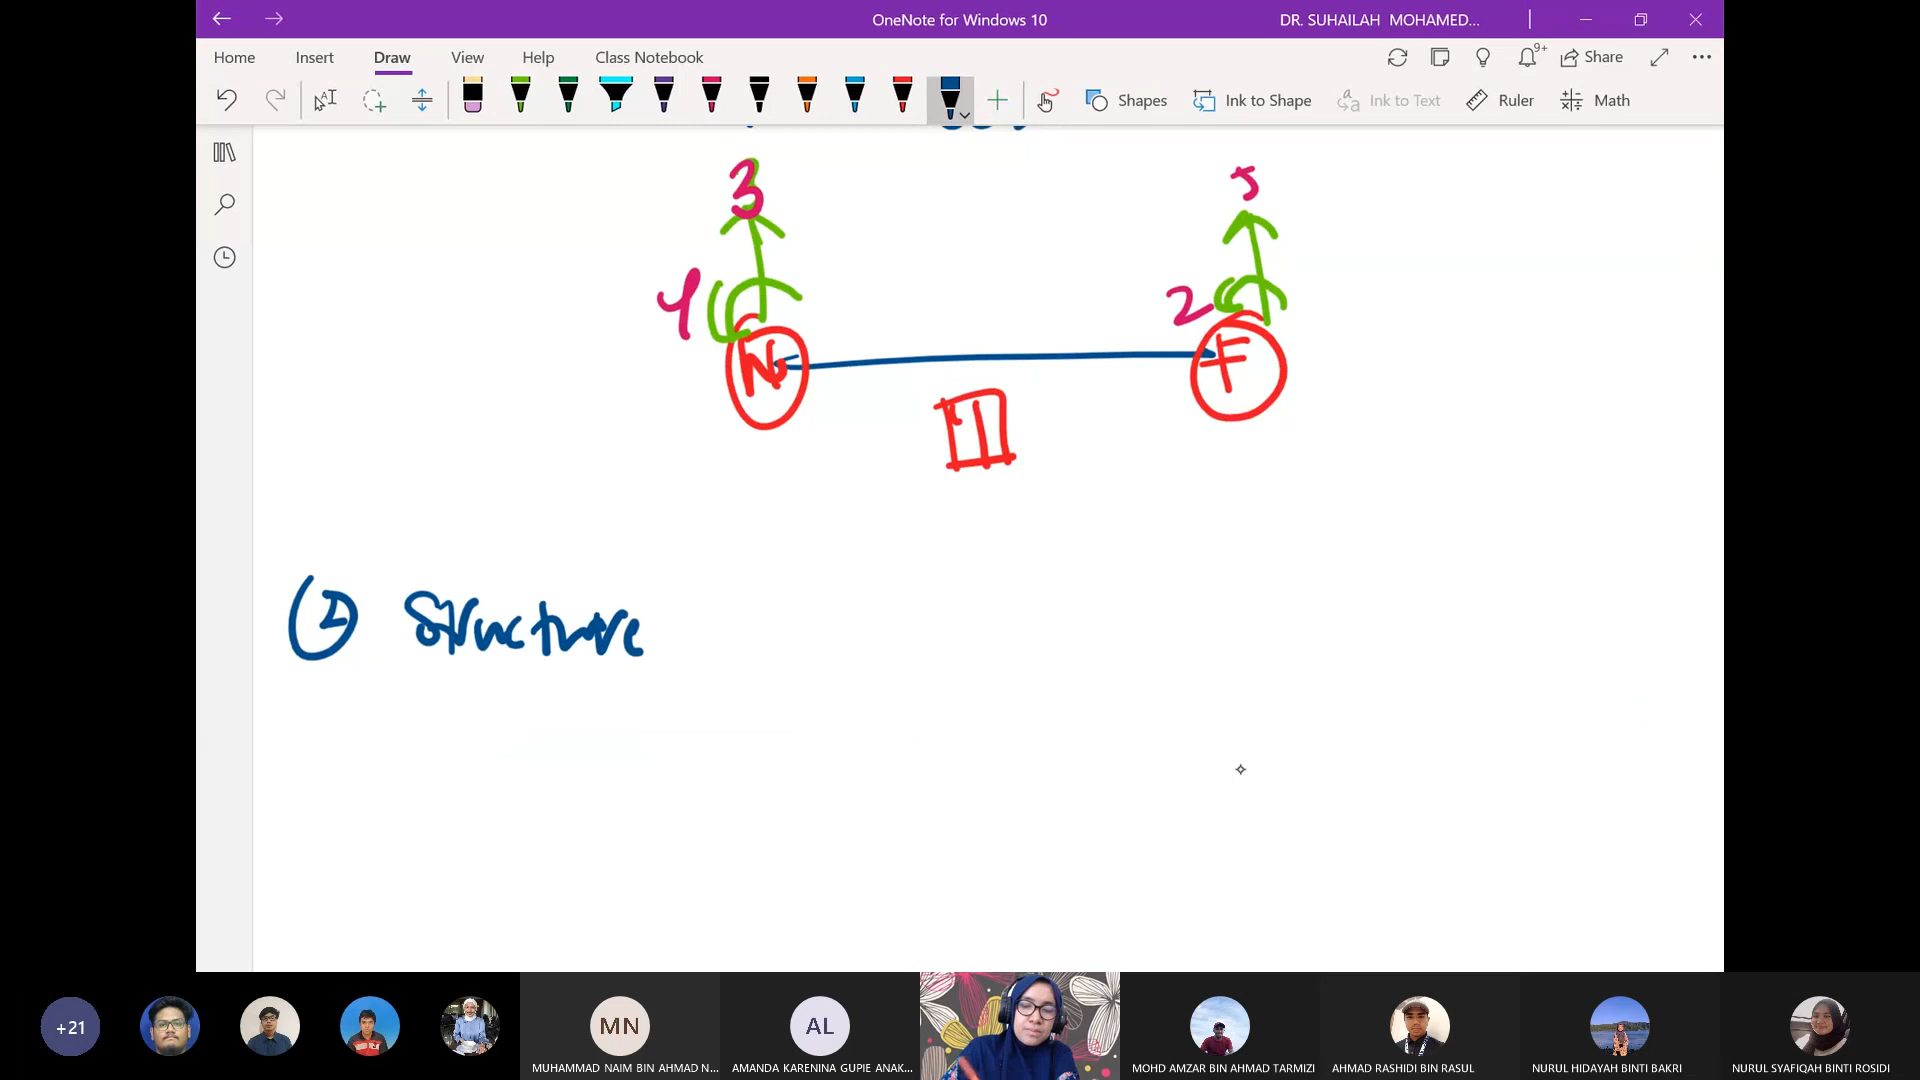 OneNote for Windows 10
DR. SUHAILAH MOHAMED...
Home Insert Draw View Help Class Notebook
9+ Share
Shapes Ink to Shape Ink to Text Ruler Math
3 5
4 2
N F
1
2 Structure
+21
MN AL
MUHAMMAD NAIM BIN AHMAD N... AMANDA KARENINA GUPIE ANAK... MOHD AMZAR BIN AHMAD TARMIZI AHMAD RASHIDI BIN RASUL NURUL HIDAYAH BINTI BAKRI NURUL SYAFIQAH BINTI ROSIDI